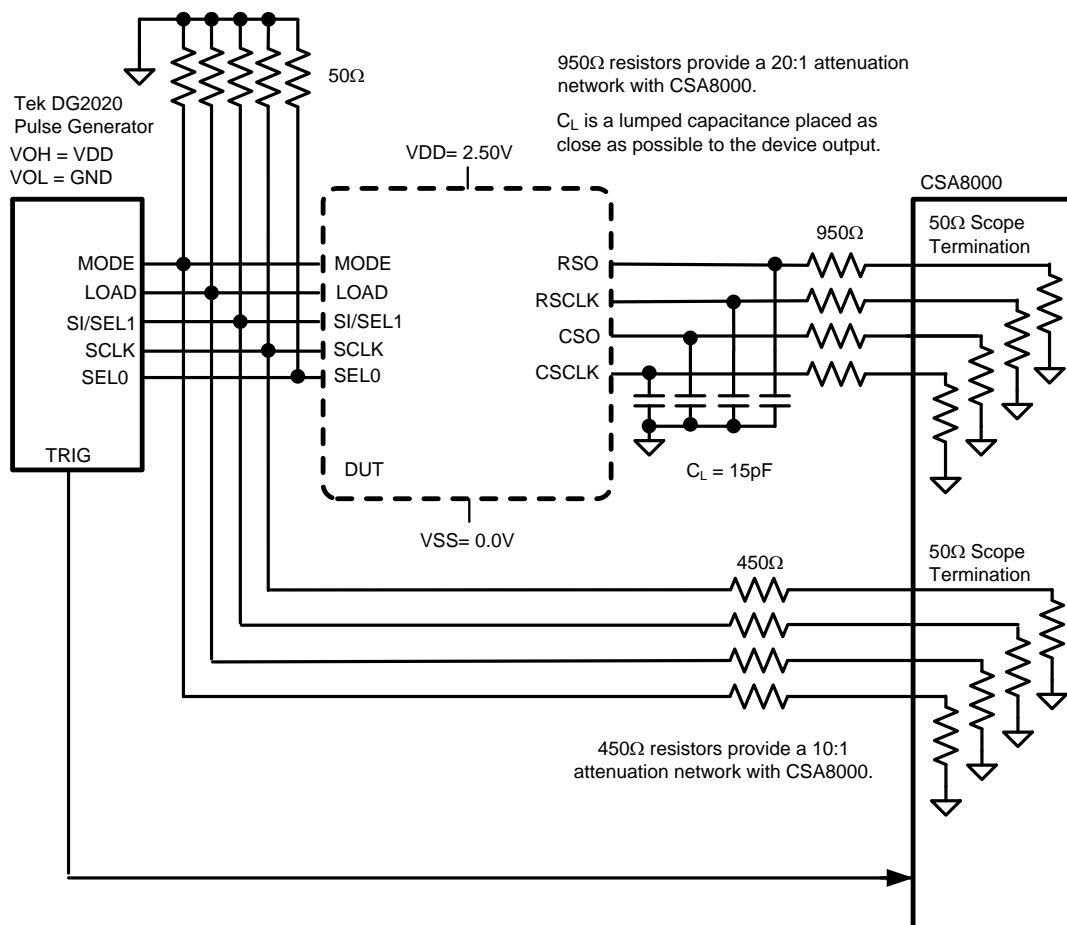 50Ω
950Ω resistors provide a 20:1 attenuation
network with CSA8000.
CL is a lumped capacitance placed as
close as possible to the device output.
Tek DG2020
Pulse Generator
VOH = VDD
VOL = GND
VDD= 2.50V
CSA8000
50Ω Scope
Termination
950Ω
MODE
LOAD
SI/SEL1
SCLK
SEL0
TRIG
MODE
LOAD
SI/SEL1
SCLK
SEL0
DUT
RSO
RSCLK
CSO
CSCLK
CL = 15pF
VSS= 0.0V
450Ω
50Ω Scope
Termination
450Ω resistors provide a 10:1
attenuation network with CSA8000.